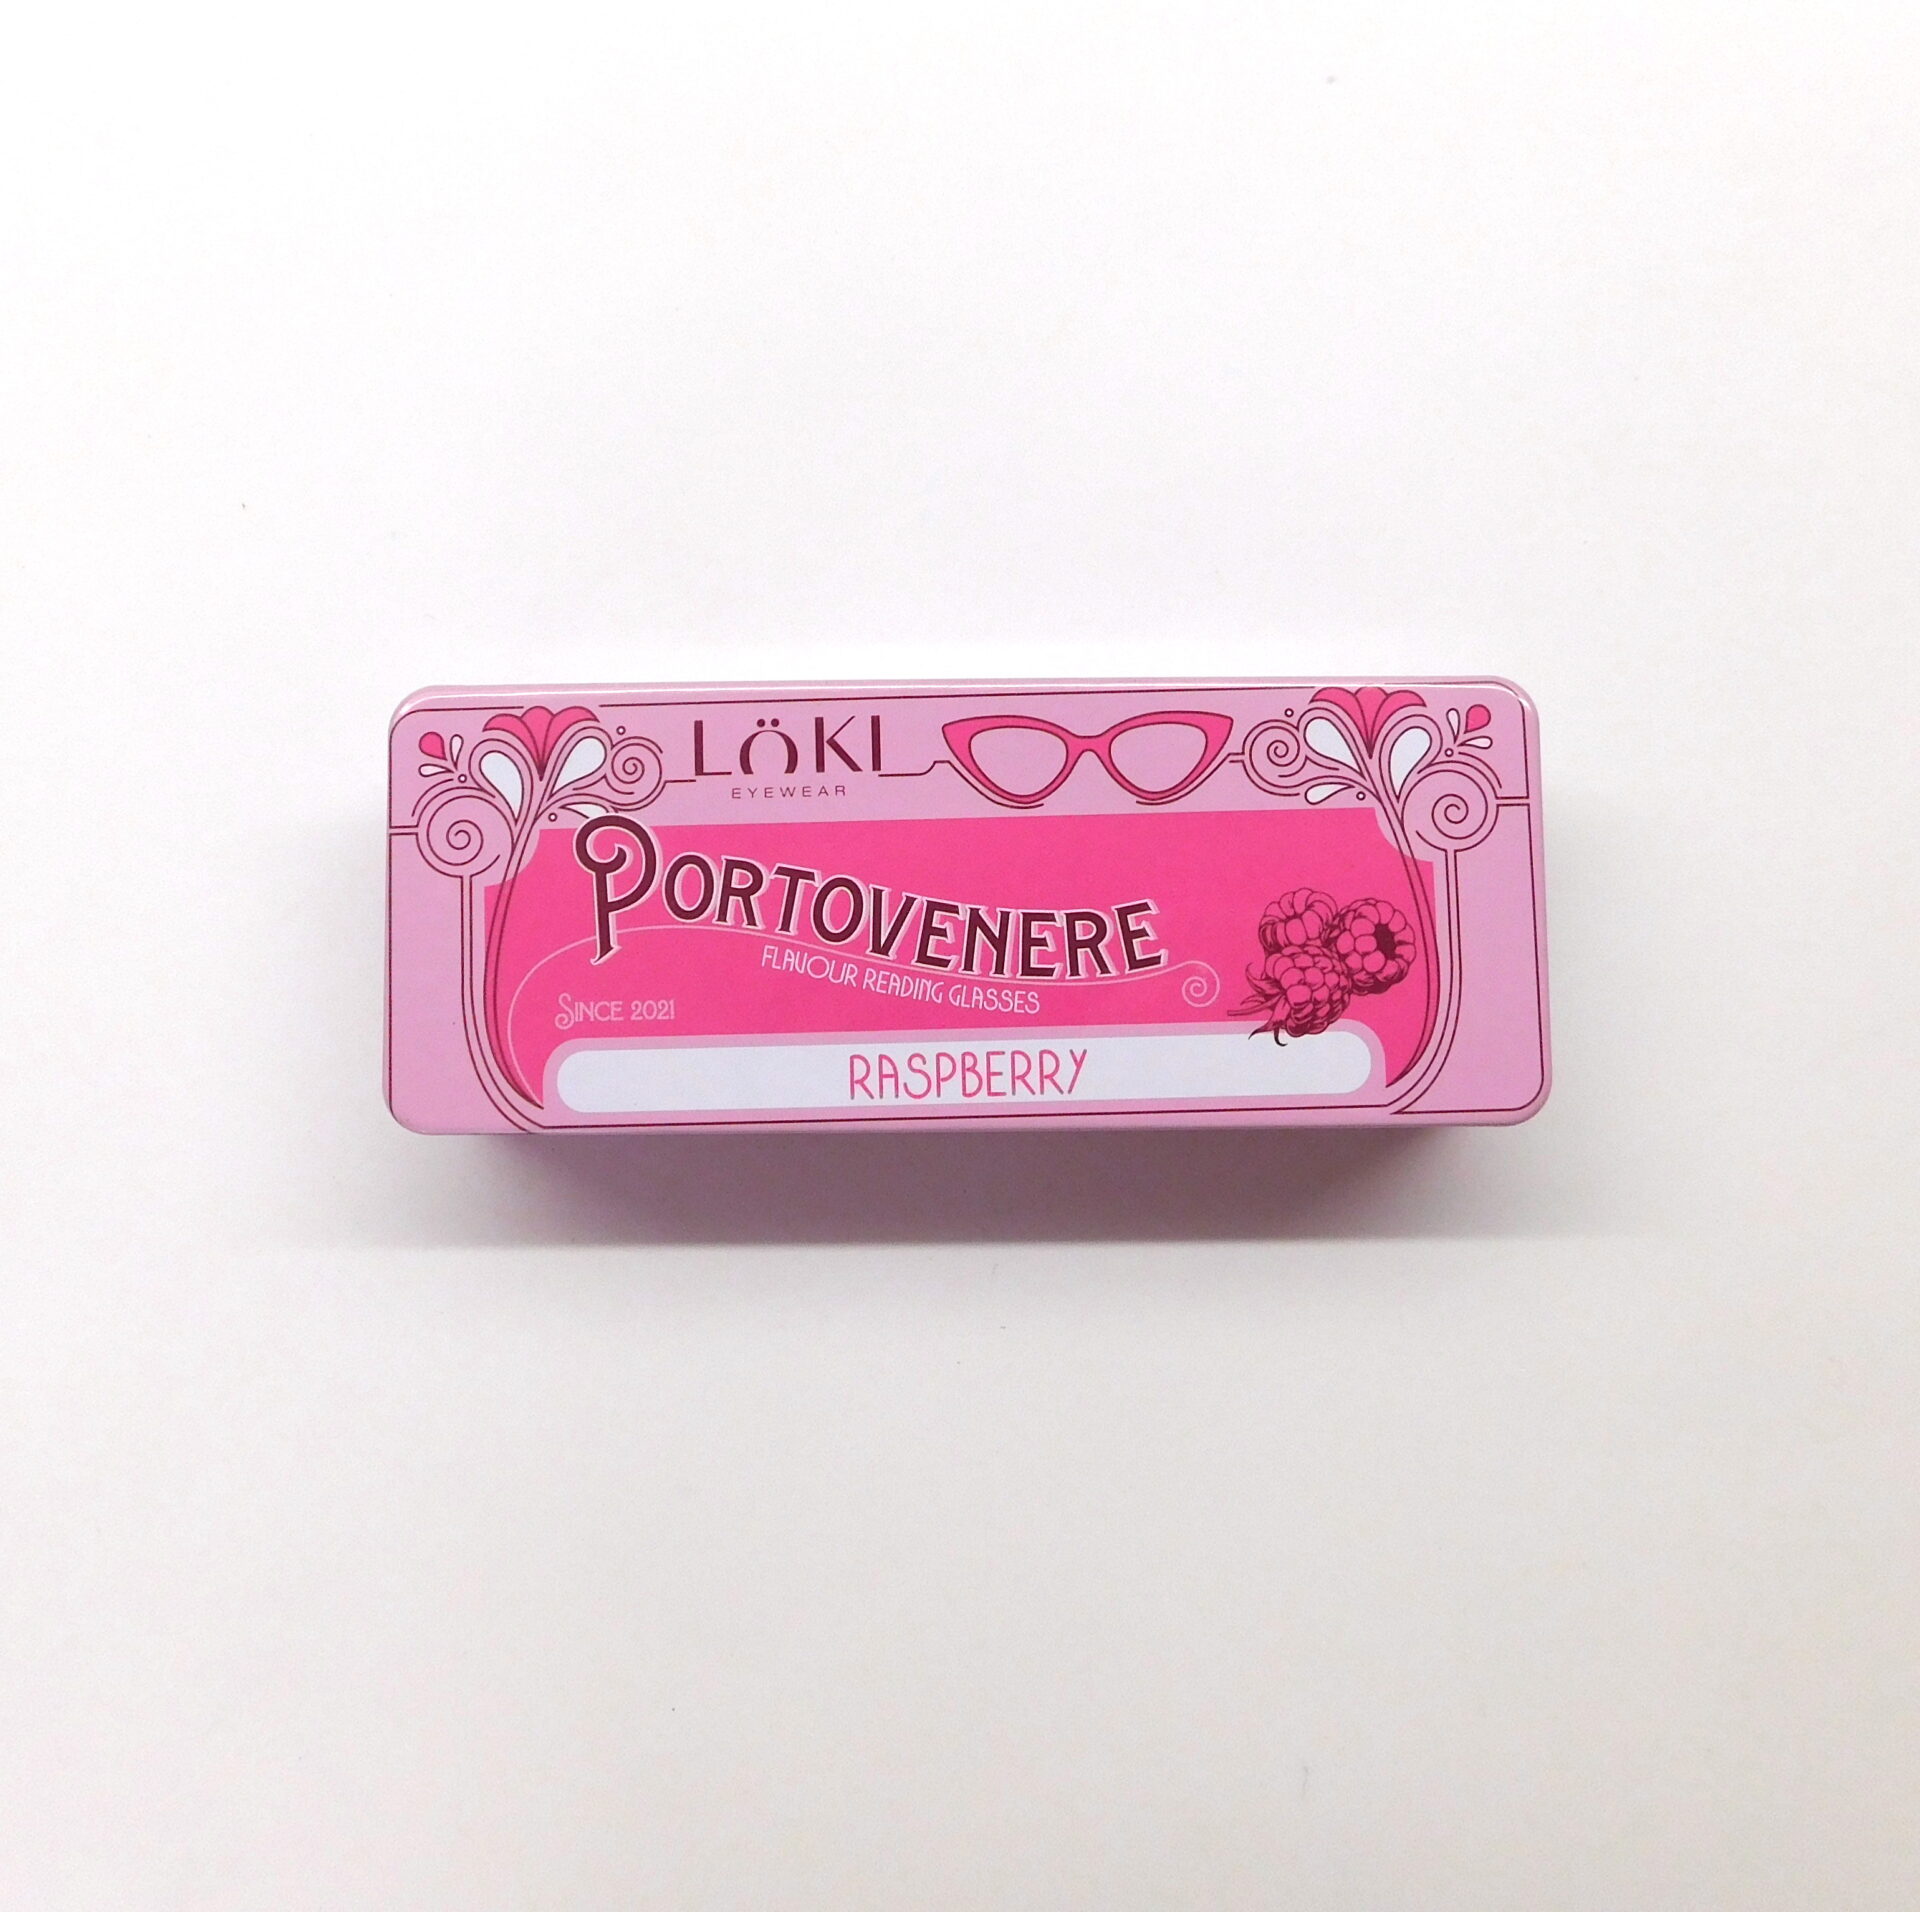 LÖKI
EYEWEAR
PORTOVENERE
FLAVOUR READING GLASSES
SINCE 2021
RASPBERRY